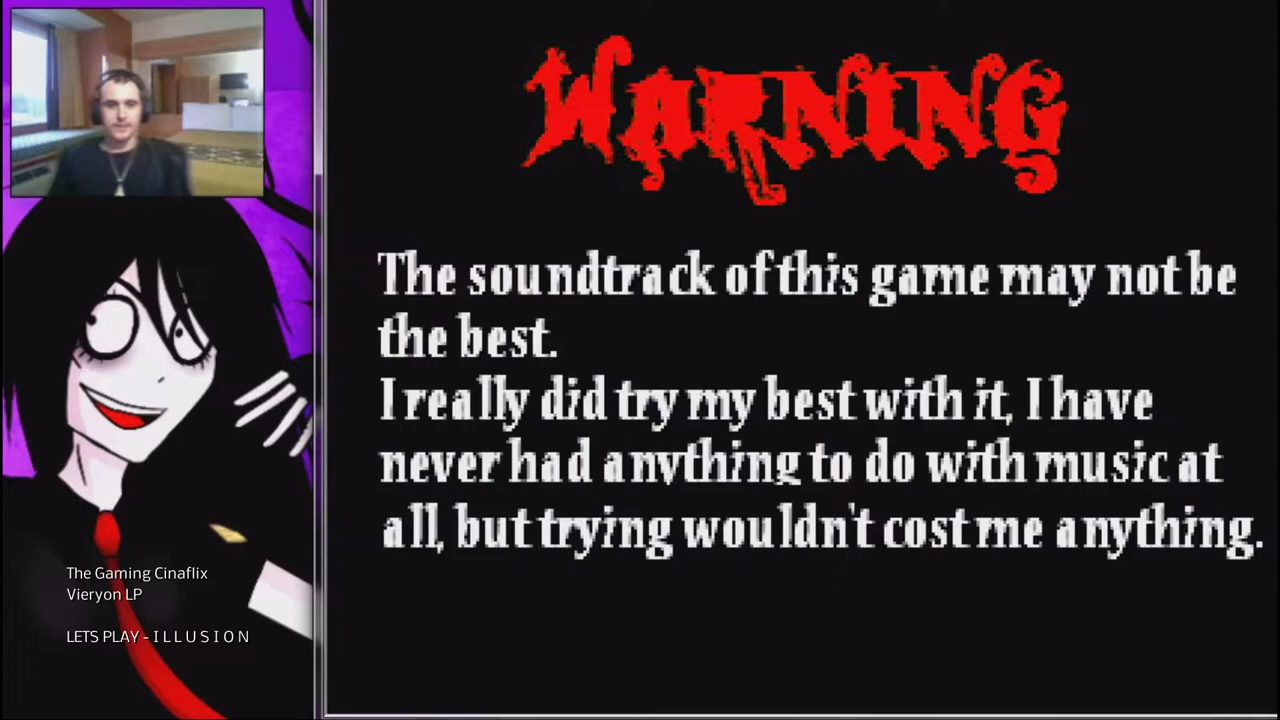 WARNING
The soundtrack of this game may not be
the best.
I really did try my best with it, I have
never had anything to do with music at
all, but trying wouldn't cost me anything.
The Gaming Cinaflix
Vieryon LP
LETS PLAY - I L L U S I O N